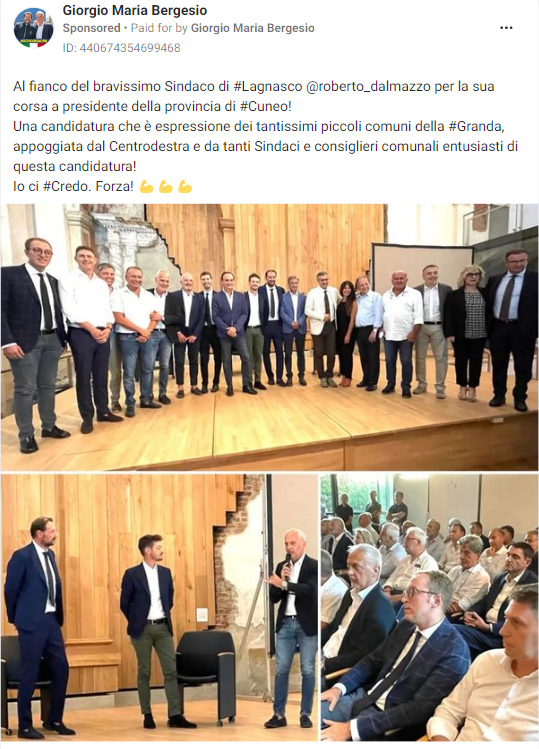 Giorgio Maria Bergesio
Sponsored • Paid for by Giorgio Maria Bergesio
ID: 440674354699468
Al fianco del bravissimo Sindaco di #Lagnasco @roberto_dalmazzo per la sua
corsa a presidente della provincia di #Cuneo!
Una candidatura che è espressione dei tantissimi piccoli comuni della #Granda,
appoggiata dal Centrodestra e da tanti Sindaci e consiglieri comunali entusiasti di
questa candidatura!
Io ci #Credo. Forza! 💪💪💪